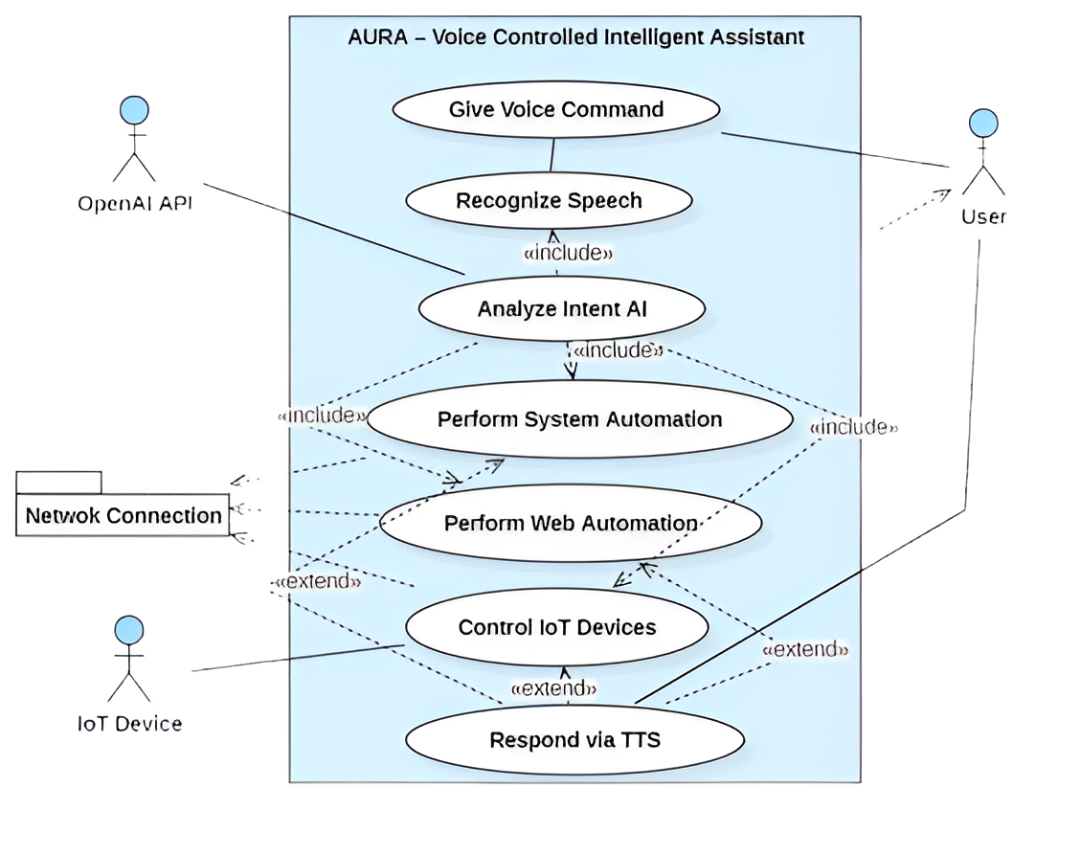 AURA – Voice Controlled Intelligent Assistant
Give Voice Command
OpenAI API
Recognize Speech
User
«include»
Analyze Intent AI
«include»
«include»
Perform System Automation
«include»
Netwok Connection
Perform Web Automation
«extend»
Control IoT Devices
«extend»
«extend»
IoT Device
Respond via TTS